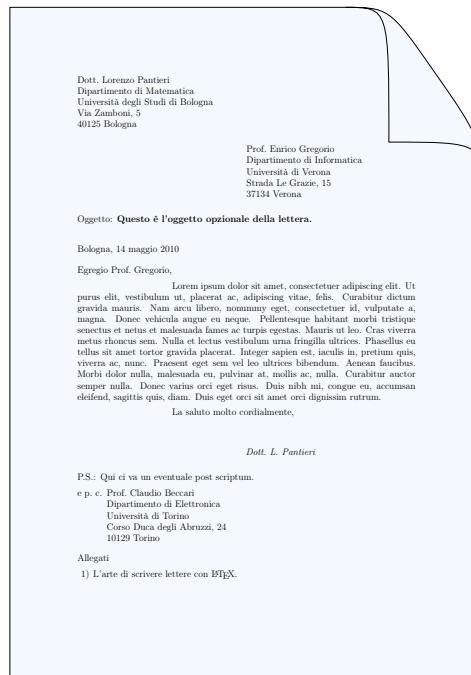 Dott. Lorenzo Pantieri
Dipartimento di Matematica
Università degli Studi di Bologna
Via Zamboni, 5
40125 Bologna
Prof. Enrico Gregorio
Dipartimento di Informatica
Università di Verona
Strada Le Grazie, 15
37134 Verona
Oggetto: Questo è l'oggetto opzionale della lettera.
Bologna, 14 maggio 2010
Egregio Prof. Gregorio,
Lorem ipsum dolor sit amet, consectetuer adipiscing elit. Ut
purus elit, vestibulum ut, placerat ac, adipiscing vitae, felis. Curabitur dictum
gravida mauris. Nam arcu libero, nonummy eget, consectetuer id, vulputate a,
magna. Donec vehicula augue eu neque. Pellentesque habitant morbi tristique
senectus et netus et malesuada fames ac turpis egestas. Mauris ut leo. Cras viverra
metus rhoncus sem. Nulla et lectus vestibulum urna fringilla ultrices. Phasellus eu
tellus sit amet tortor gravida placerat. Integer sapien est, iaculis in, pretium quis,
viverra ac, nunc. Praesent eget sem vel leo ultrices bibendum. Aenean faucibus.
Morbi dolor nulla, malesuada eu, pulvinar at, mollis ac, nulla. Curabitur auctor
semper nulla. Donec varius orci eget risus. Duis nibh mi, congue eu, accumsan
eleifend, sagittis quis, diam. Duis eget orci sit amet orci dignissim rutrum.
La saluto molto cordialmente,
Dott. L. Pantieri
P.S.: Qui ci va un eventuale post scriptum.
e p. c. Prof. Claudio Beccari
Dipartimento di Elettronica
Università di Torino
Corso Duca degli Abruzzi, 24
10129 Torino
Allegati
1) L'arte di scrivere lettere con LATEX.